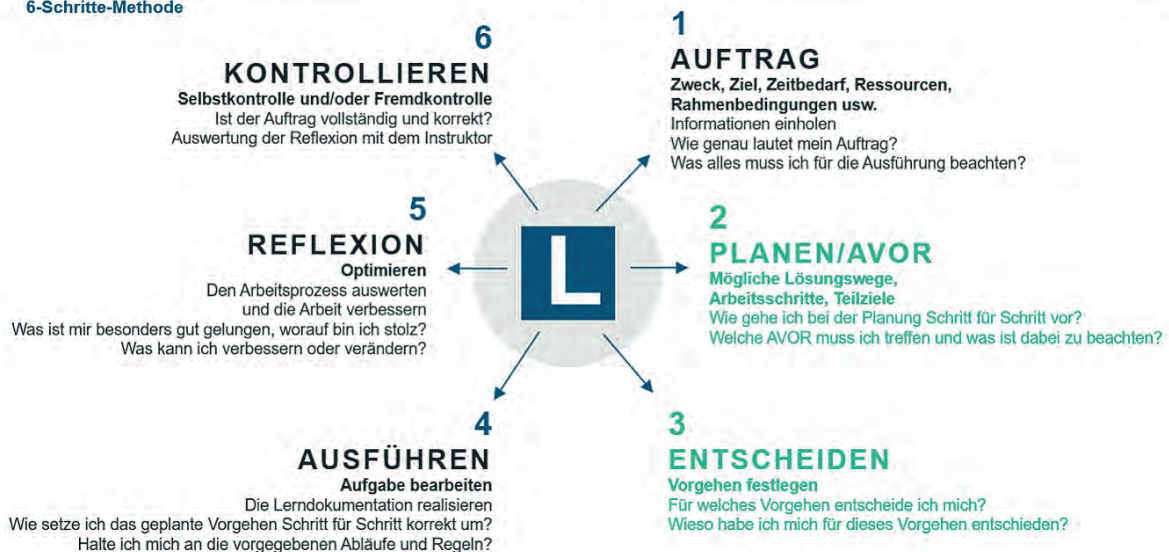 6-Schritte-Methode
1
AUFTRAG
Zweck, Ziel, Zeitbedarf, Ressourcen,
Rahmenbedingungen usw.
Informationen einholen
Wie genau lautet mein Auftrag?
Was alles muss ich für die Ausführung beachten?
2
PLANEN/AVOR
Mögliche Lösungswege,
Arbeitsschritte, Teilziele
Wie gehe ich bei der Planung Schritt für Schritt vor?
Welche AVOR muss ich treffen und was ist dabei zu beachten?
3
ENTSCHEIDEN
Vorgehen festlegen
Für welches Vorgehen entscheide ich mich?
Wieso habe ich mich für dieses Vorgehen entschieden?
4
AUSFÜHREN
Aufgabe bearbeiten
Die Lerndokumentation realisieren
Wie setze ich das geplante Vorgehen Schritt für Schritt korrekt um?
Halte ich mich an die vorgegebenen Abläufe und Regeln?
5
REFLEXION
Optimieren
Den Arbeitsprozess auswerten
und die Arbeit verbessern
Was ist mir besonders gut gelungen, worauf bin ich stolz?
Was kann ich verbessern oder verändern?
6
KONTROLLIEREN
Selbstkontrolle und/oder Fremdkontrolle
Ist der Auftrag vollständig und korrekt?
Auswertung der Reflexion mit dem Instruktor
L